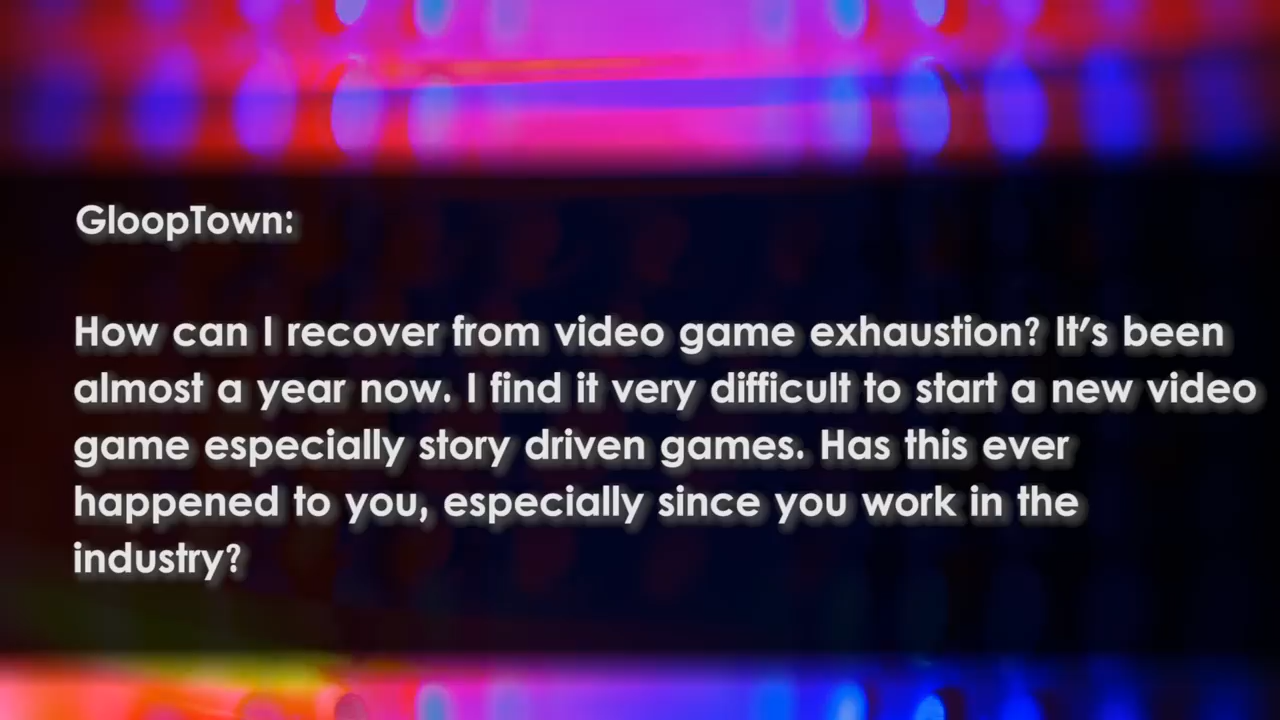 GloopTown:
How can I recover from video game exhaustion? It's been
almost a year now. I find it very difficult to start a new video
game especially story driven games. Has this ever
happened to you, especially since you work in the
industry?